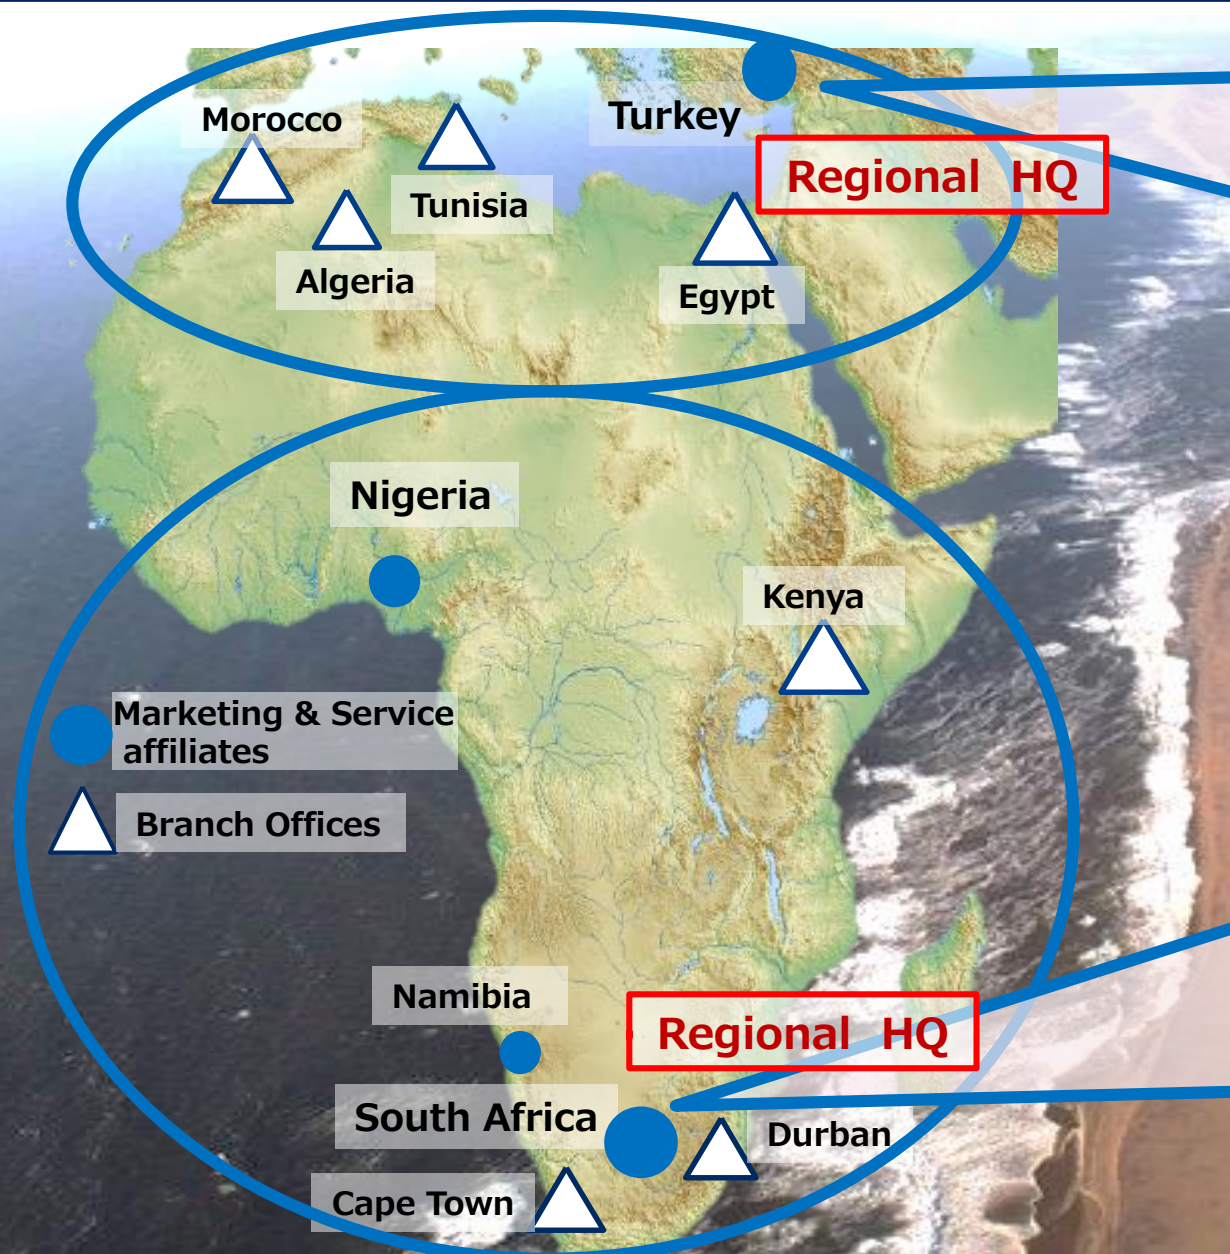 Morocco
Turkey
Regional HQ
Tunisia
Algeria
Egypt
Nigeria
Kenya
Marketing & Service
affiliates
Branch Offices
Namibia
Regional HQ
South Africa
Durban
Cape Town